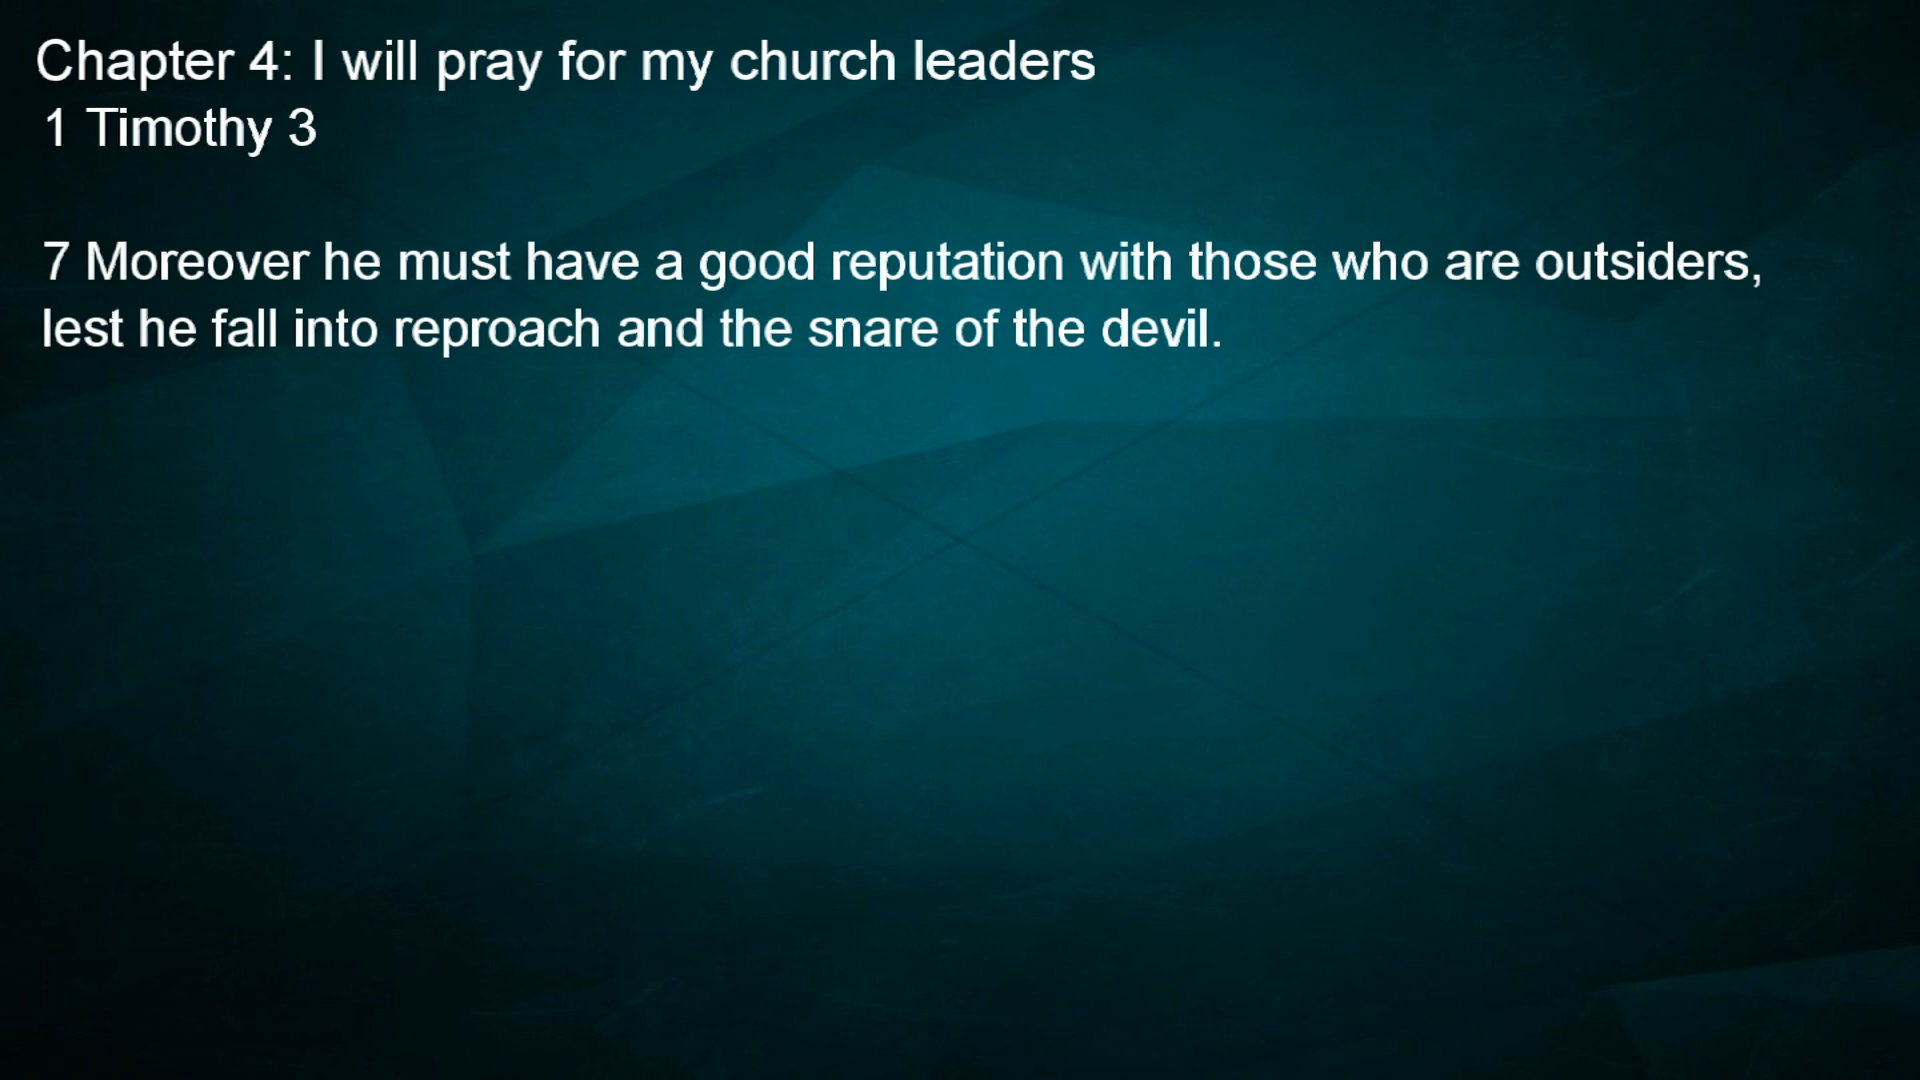 Chapter 4: I will pray for my church leaders
1 Timothy 3
7 Moreover he must have a good reputation with those who are outsiders,
lest he fall into reproach and the snare of the devil.